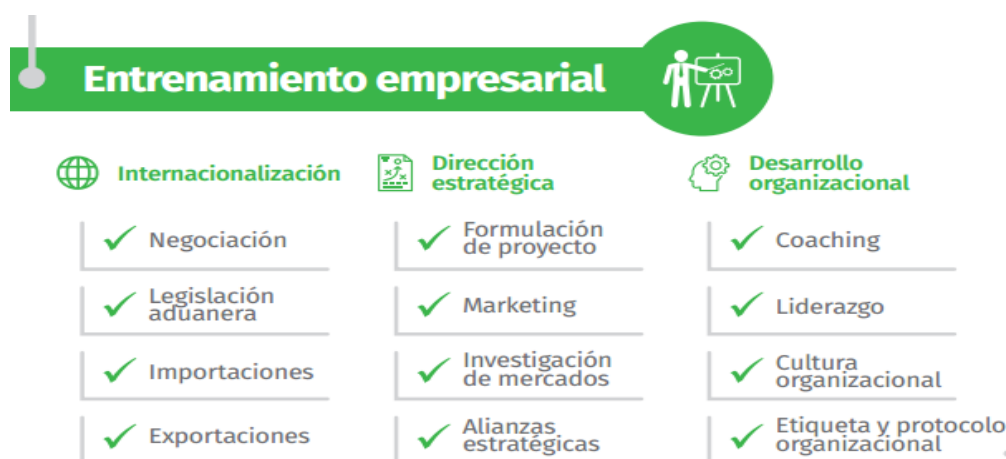 Entrenamiento empresarial
Internacionalización
Negociación
Legislación
aduanera
Importaciones
Exportaciones
Dirección
estratégica
Formulación
de proyecto
Marketing
Investigación
de mercados
Alianzas
estratégicas
Desarrollo
organizacional
Coaching
Liderazgo
Cultura
organizacional
Etiqueta y protocolo
organizacional